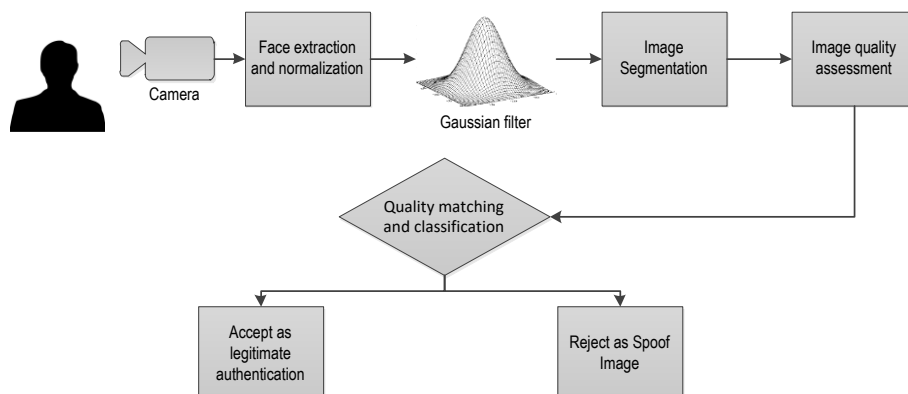 Camera
Face extraction
and normalization
Gaussian filter
Image
Segmentation
Image quality
assessment
Quality matching
and classification
Accept as
legitimate
authentication
Reject as Spoof
Image